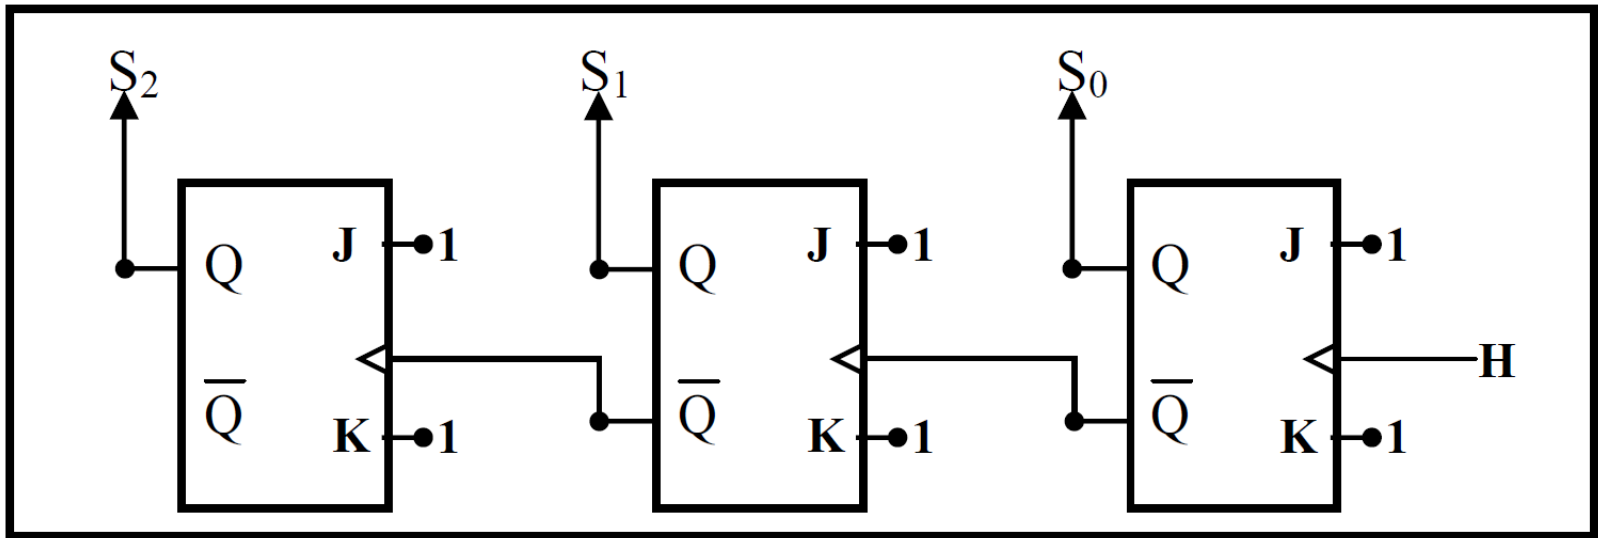 S₂ S₁ S₀
J 1 J 1 J 1
Q Q Q
H
Q̅ Q̅ Q̅
K 1 K 1 K 1